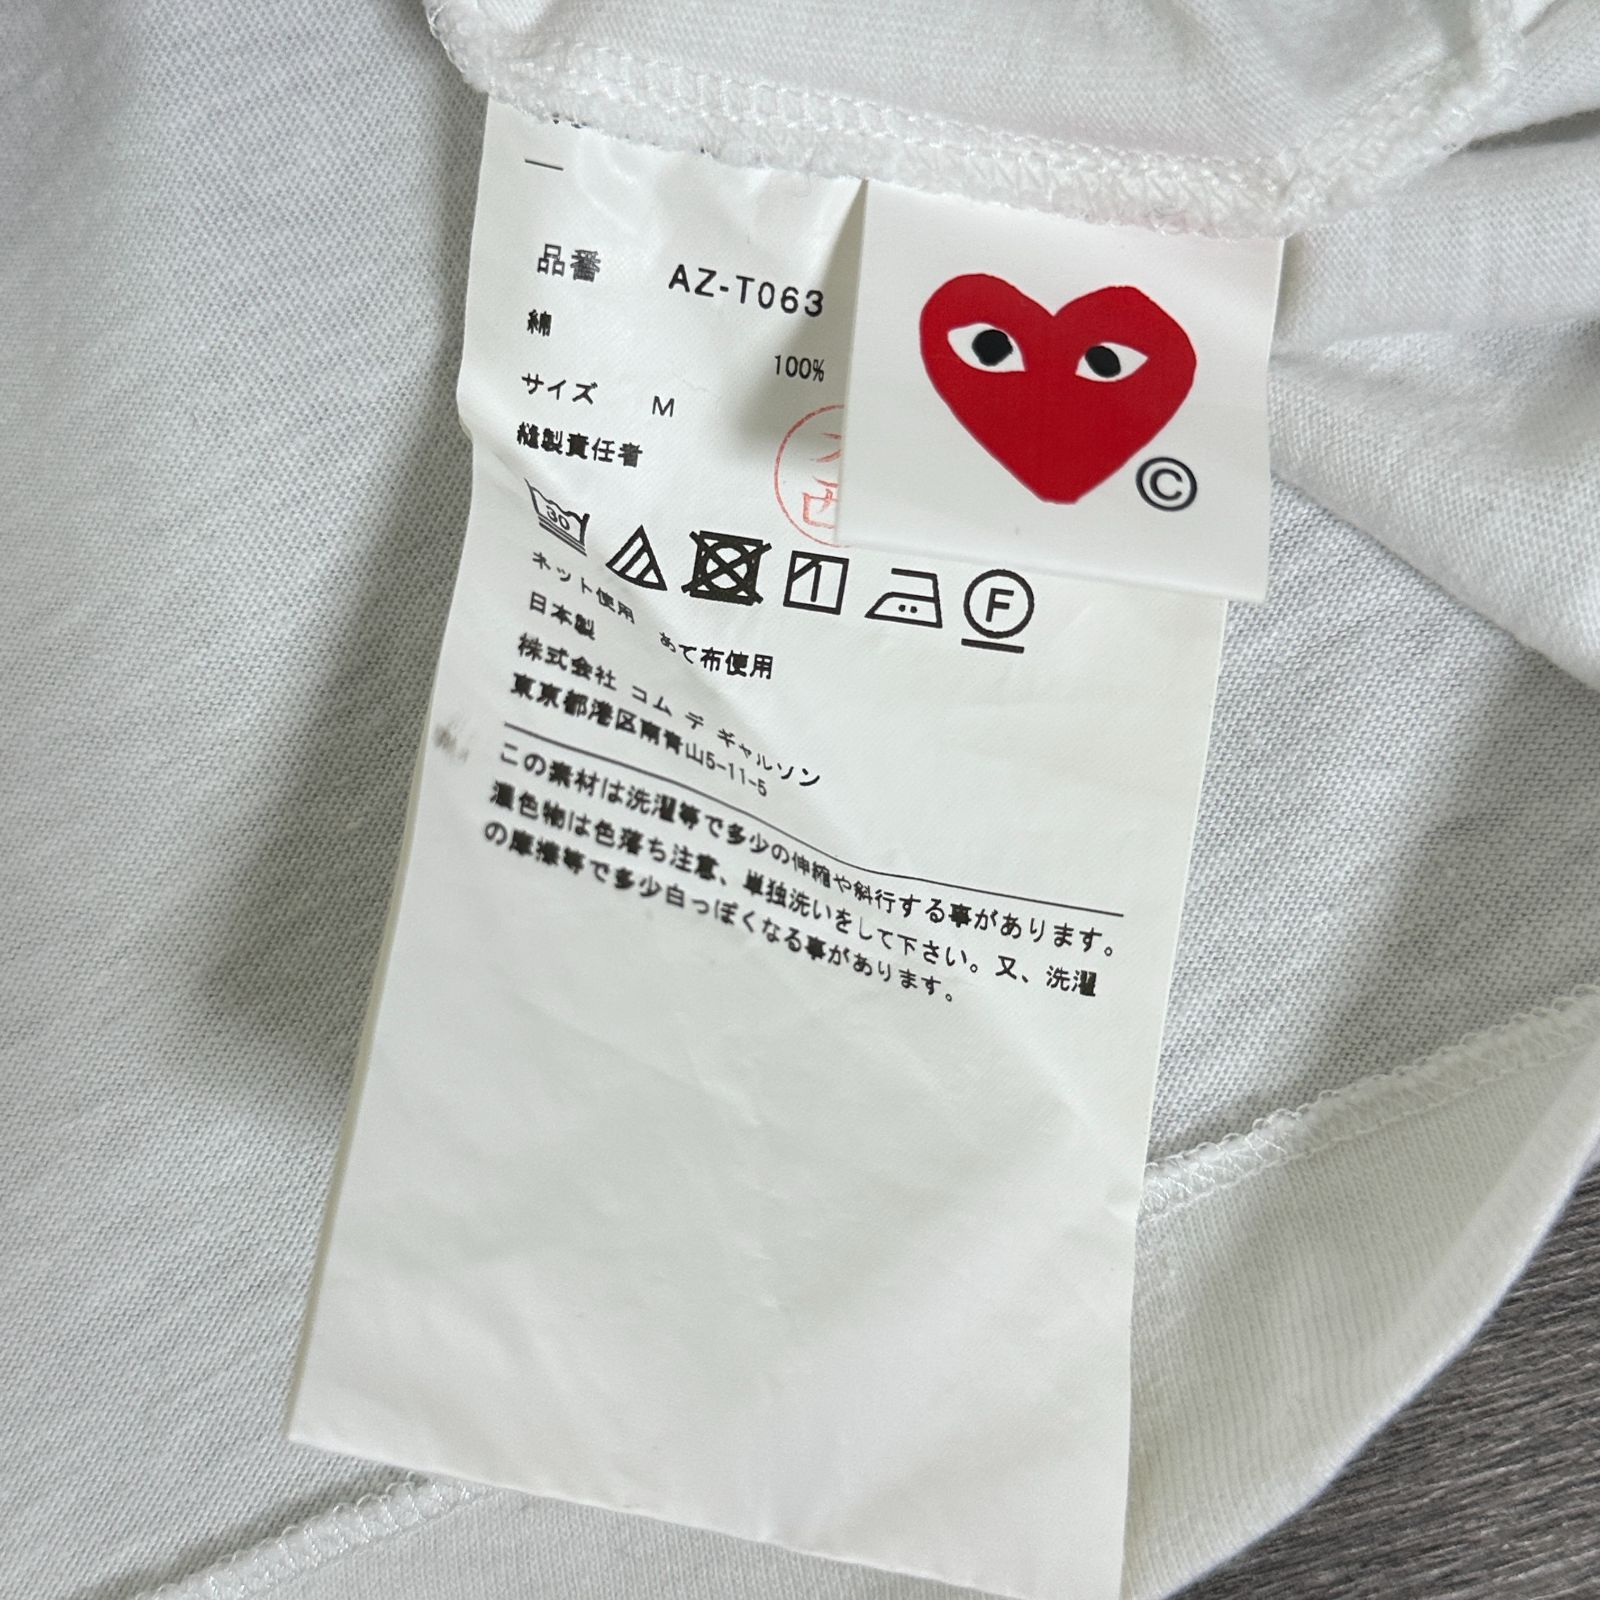 品番 AZ-T063
綿 100%
サイズ M
縫製責任者
30
F
ネット使用 あて布使用
日本製
株式会社 コム デ ギャルソン
東京都港区南青山5-11-5
この素材は洗濯等で多少の伸縮や斜行する事があります。
濃色物は色落ち注意、単独洗いをして下さい。又、洗濯
の摩擦等で多少白っぽくなる事があります。
©